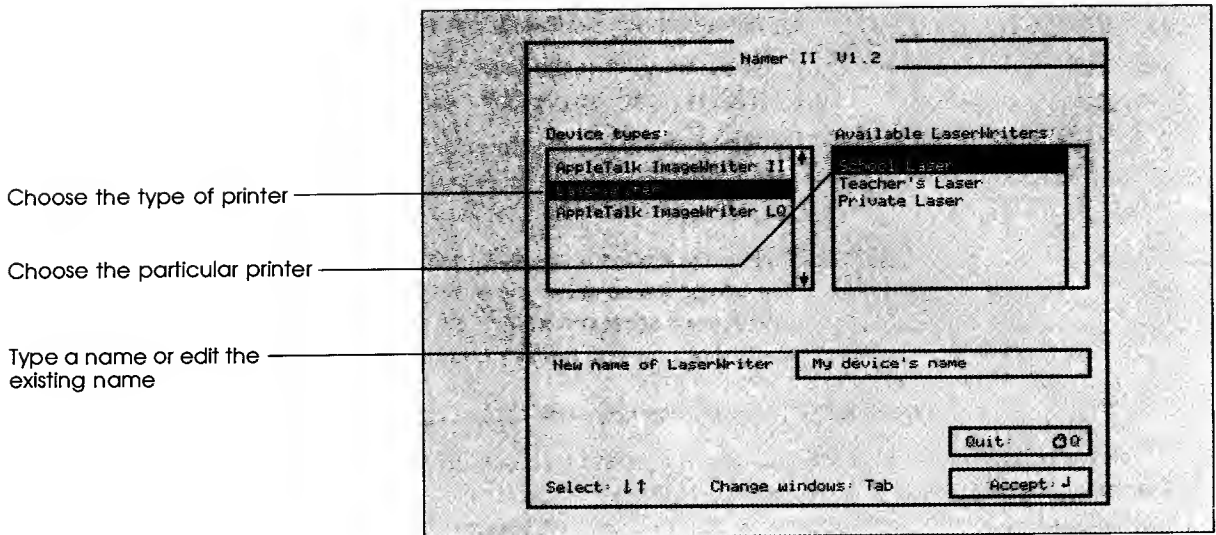 Namer II V1.2
Device types:
Available LaserWriters:
AppleTalk ImageWriter II
LaserWriter
AppleTalk ImageWriter LQ
School Laser
Teacher's Laser
Private Laser
Choose the type of printer
Choose the particular printer
Type a name or edit the
existing name
New name of LaserWriter
My device's name
Quit: Q
Select: ↓↑
Change windows: Tab
Accept: ↲